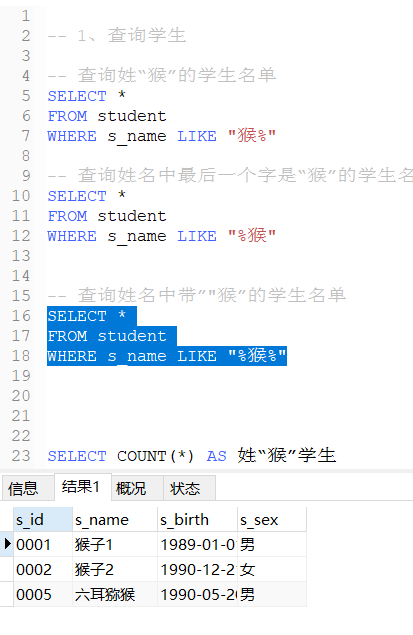 1
2 -- 1、查询学生
3
4 -- 查询姓“猴”的学生名单
5 SELECT *
6 FROM student
7 WHERE s_name LIKE "猴%"
8
9 -- 查询姓名中最后一个字是“猴”的学生名
10 SELECT *
11 FROM student
12 WHERE s_name LIKE "%猴"
13
14
15 -- 查询姓名中带”"猴”的学生名单
16 SELECT *
17 FROM student
18 WHERE s_name LIKE "%猴%"
19
20
21
22
23 SELECT COUNT(*) AS 姓“猴”学生
信息 结果1 概况 状态
s_id s_name s_birth s_sex
0001 猴子1 1989-01-0 男
0002 猴子2 1990-12-2 女
0005 六耳猕猴 1990-05-20 男